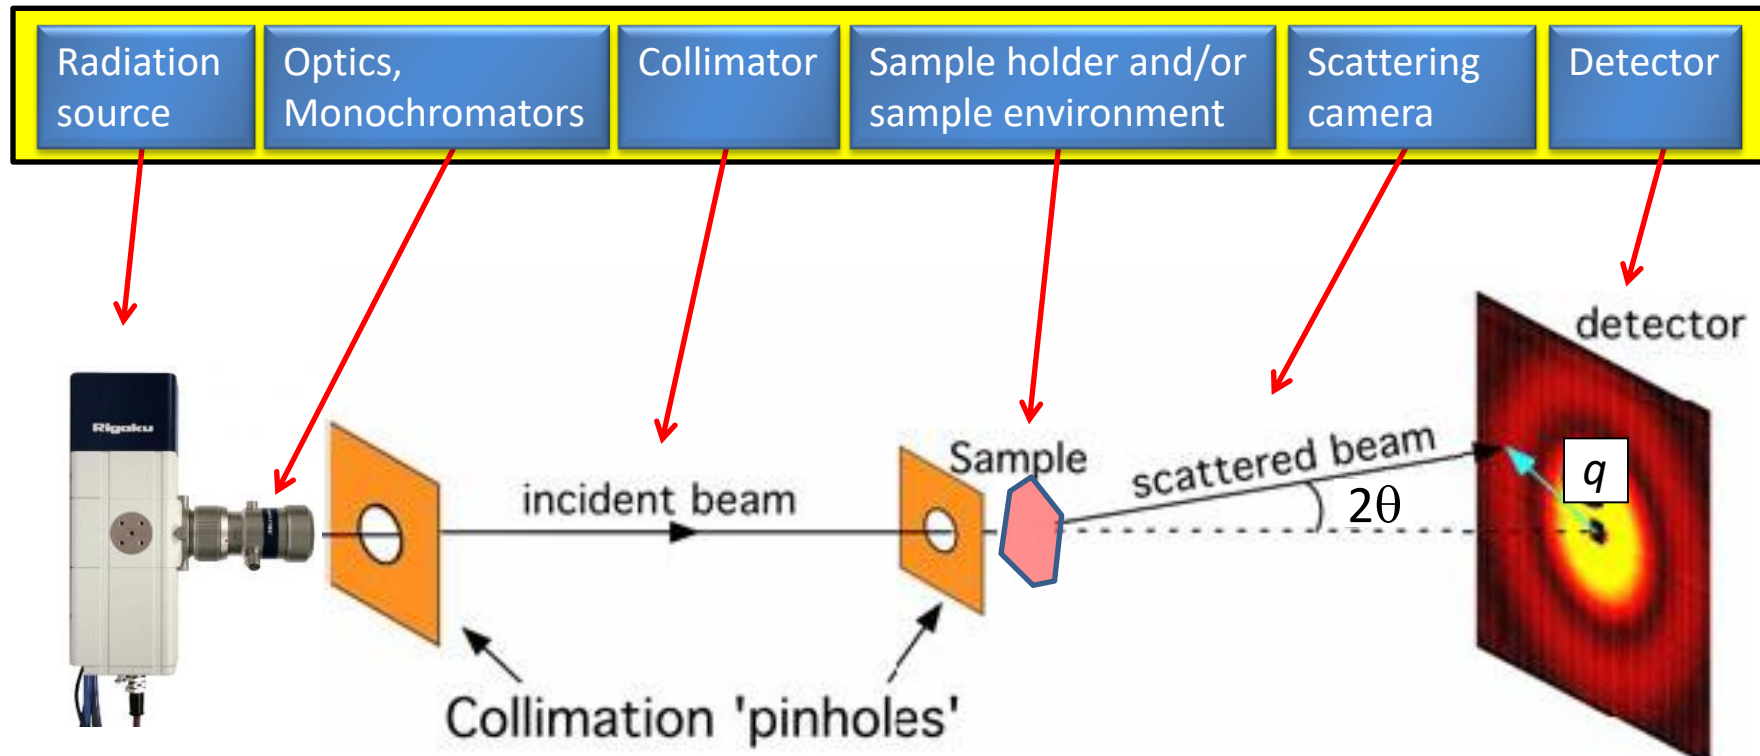 Radiation
source
Optics,
Monochromators
Collimator
Sample holder and/or
sample environment
Scattering
camera
Detector
detector
Rigaku
Sample
scattered beam
q
incident beam
2θ
Collimation 'pinholes'